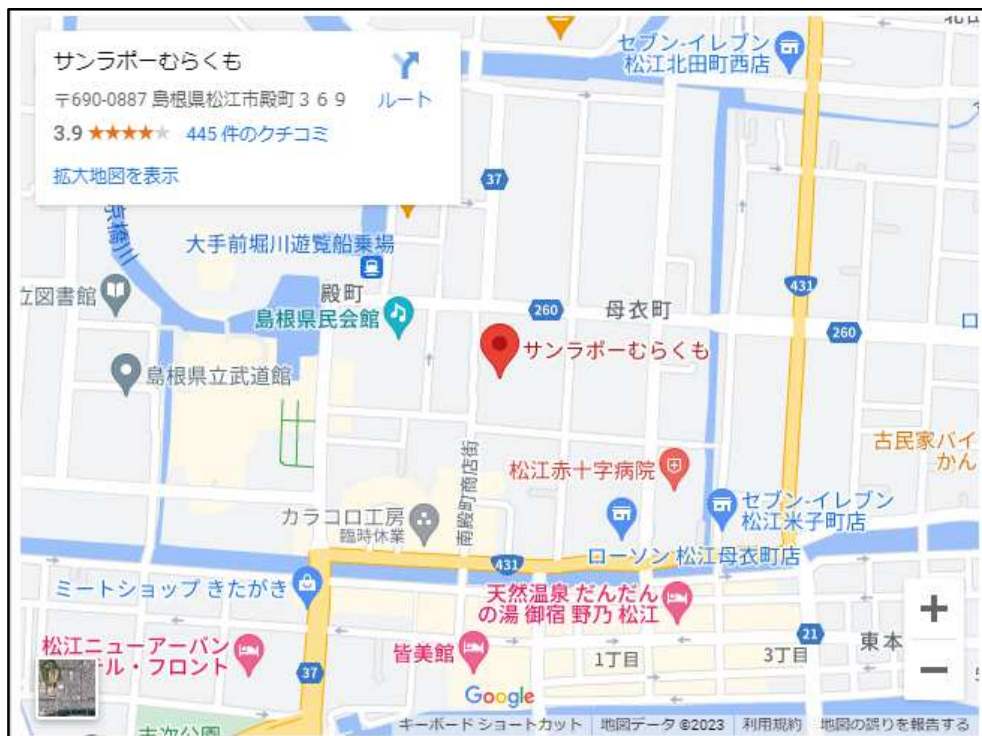 サンラポーむらくも
〒690-0887 島根県松江市殿町３６９
ルート
3.9
445 件のクチコミ
拡大地図を表示
セブン-イレブン
松江北田町西店
37
大手前堀川遊覧船乗場
京橋川
立図書館
殿町
島根県民会館
260
母衣町
431
260
サンラポーむらくも
島根県立武道館
古民家バイ
かん
南殿町商店街
松江赤十字病院
カラコロ工房
臨時休業
セブン-イレブン
松江米子町店
ローソン 松江母衣町店
431
ミートショップ きたがき
天然温泉 だんだん
の湯 御宿 野乃 松江
松江ニューアーバン
テル・フロント
皆美館
1丁目
3丁目
21
東本
37
Google
末次公園
キーボード ショートカット
地図データ ©2023
利用規約
地図の誤りを報告する